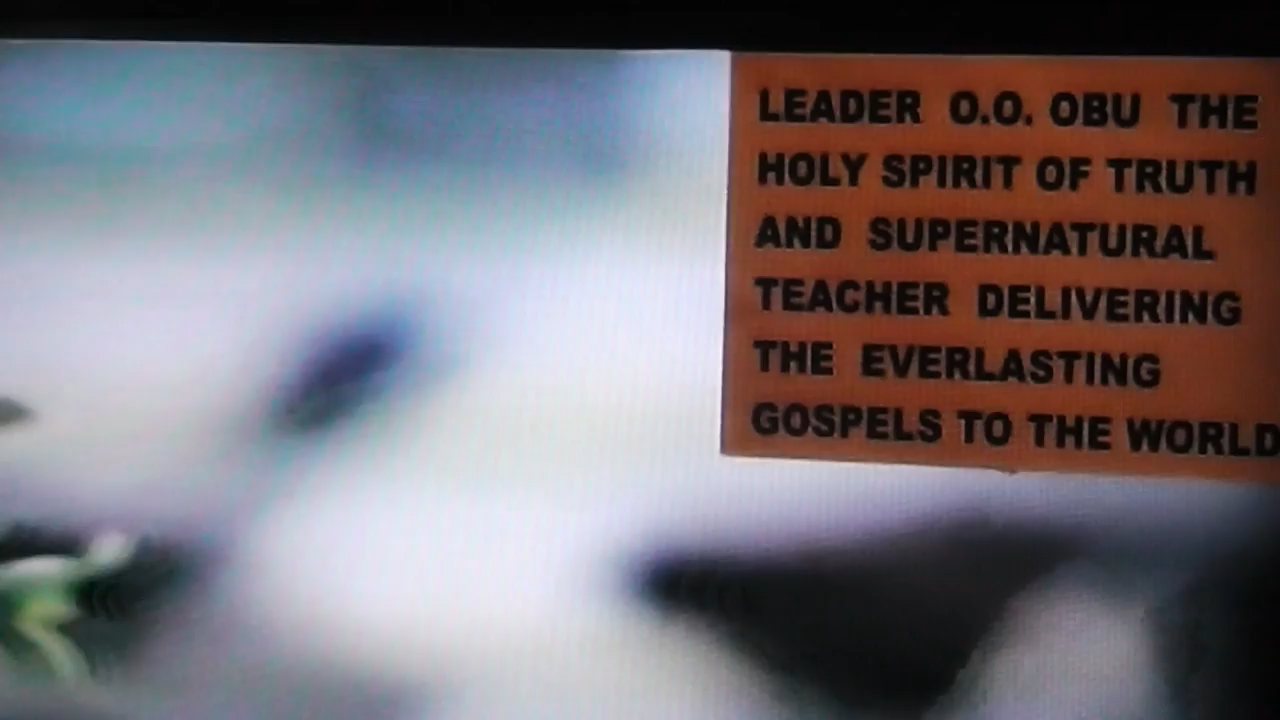 LEADER O.O. OBU THE
HOLY SPIRIT OF TRUTH
AND SUPERNATURAL
TEACHER DELIVERING
THE EVERLASTING
GOSPELS TO THE WORLD